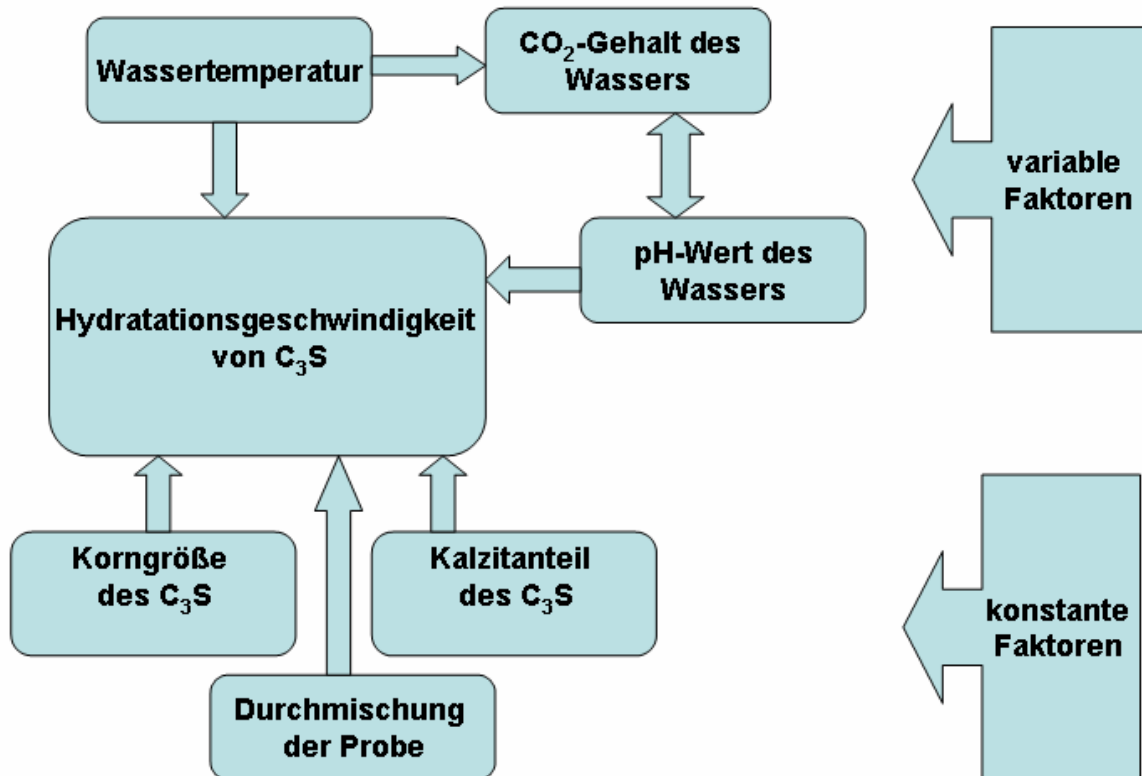 Wassertemperatur
CO₂-Gehalt des
Wassers
variable
Faktoren
pH-Wert des
Wassers
Hydratationsgeschwindigkeit
von C₃S
Korngröße
des C₃S
Kalzitanteil
des C₃S
konstante
Faktoren
Durchmischung
der Probe